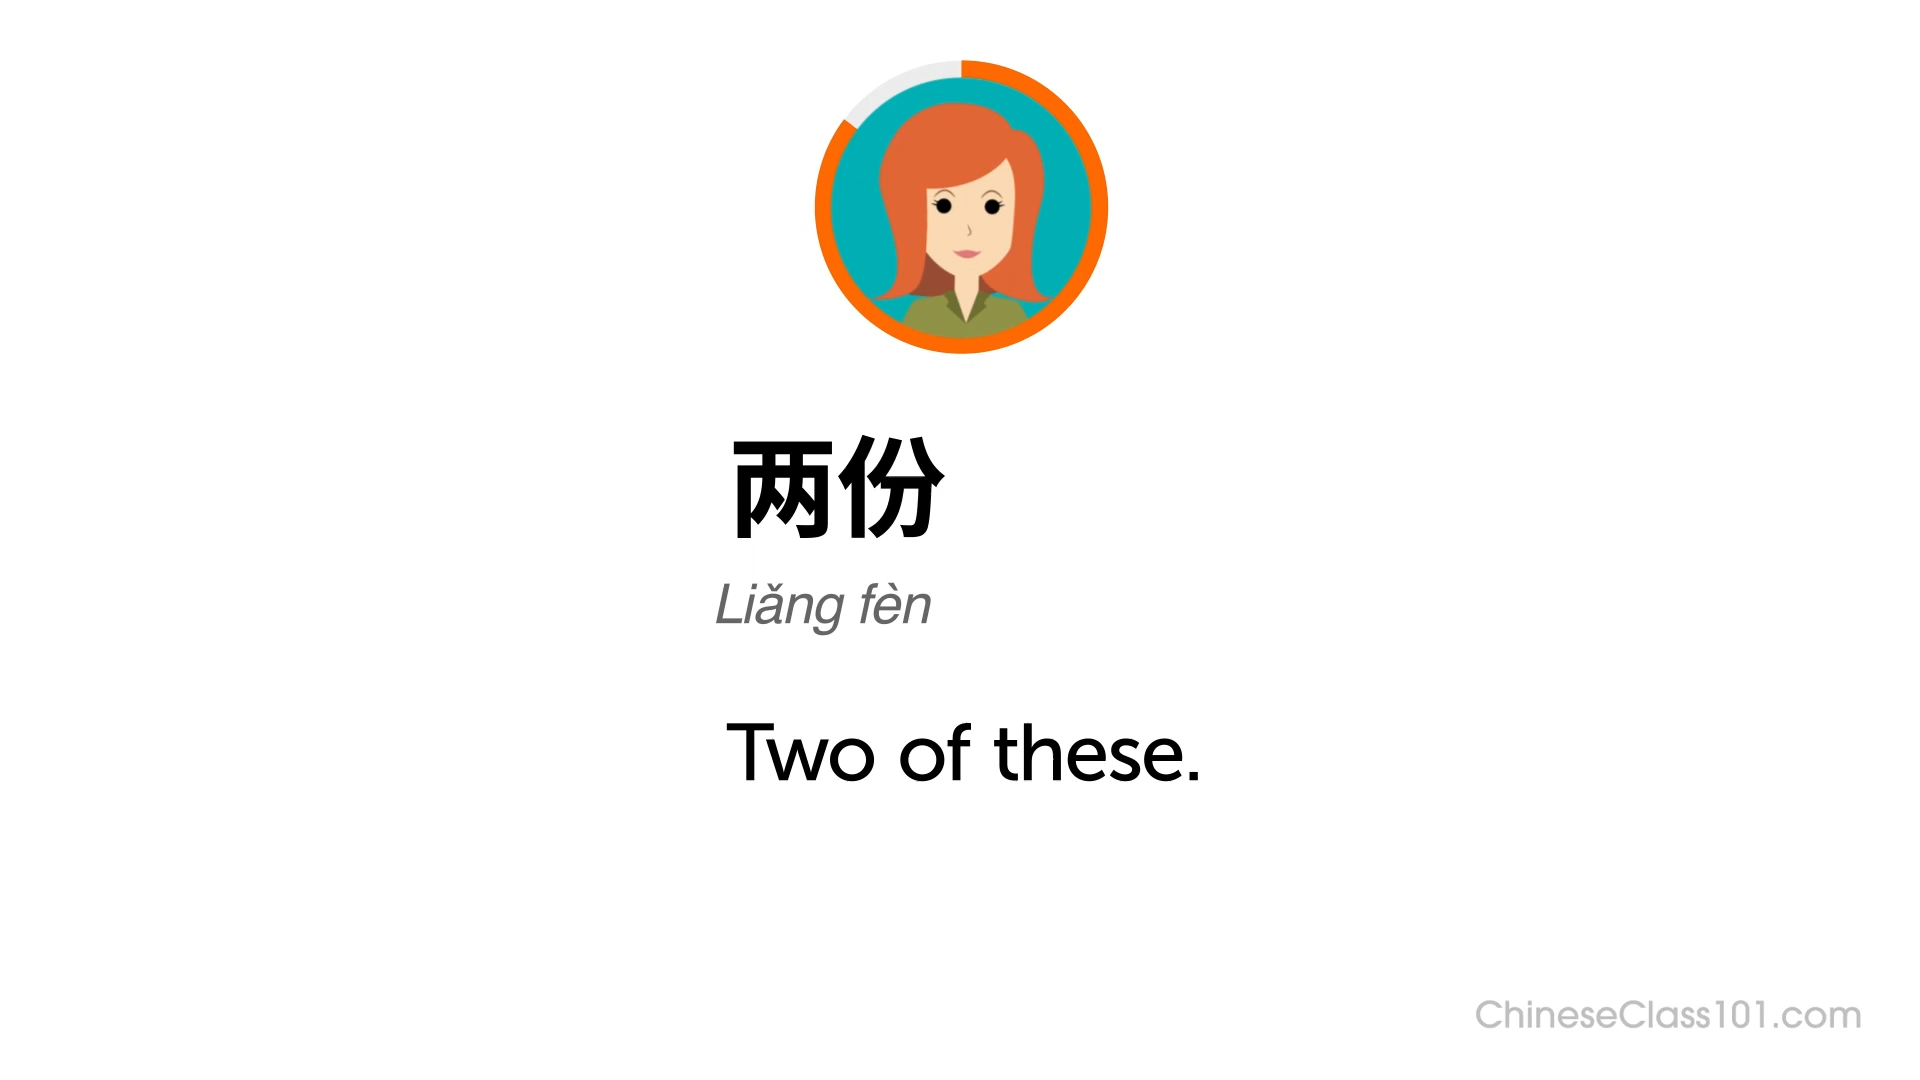 两份
Liǎng fèn
Two of these.
ChineseClass101.com